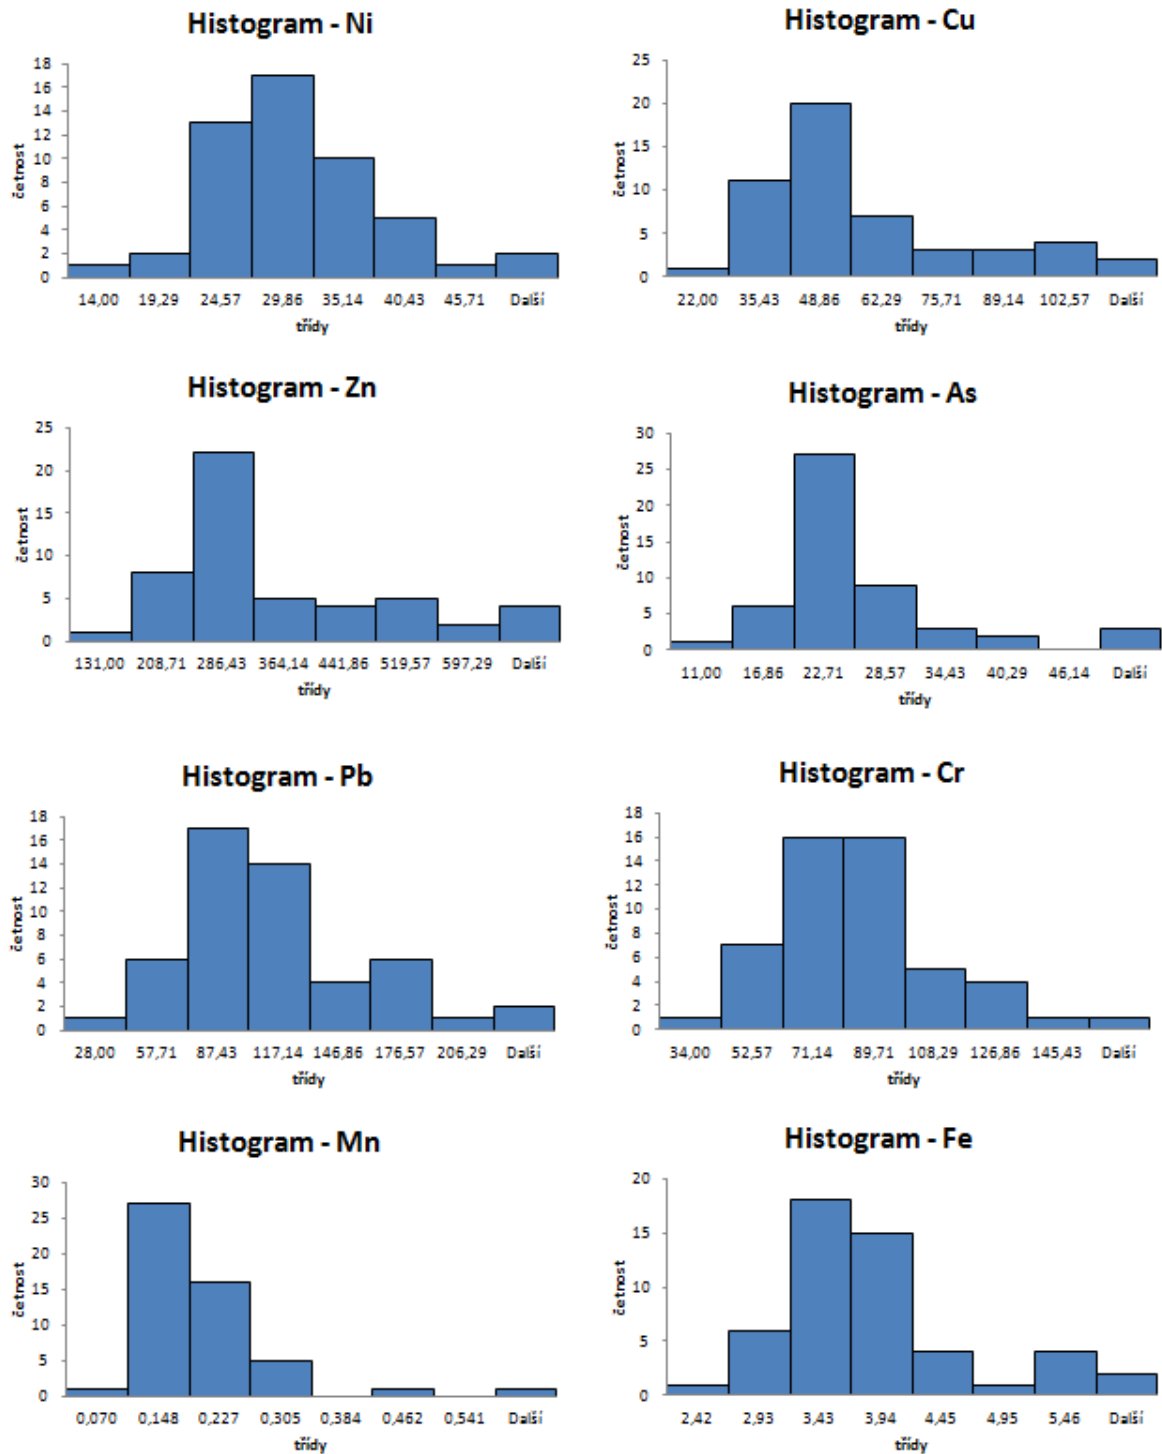 Histogram - Ni
18
16
14
12
10
8
6
4
2
0
četnost
14,00 19,29 24,57 29,86 35,14 40,43 45,71 Další
třídy
Histogram - Cu
25
20
15
10
5
0
četnost
22,00 35,43 48,86 62,29 75,71 89,14 102,57 Další
třídy
Histogram - Zn
25
20
15
10
5
0
četnost
131,00 208,71 286,43 364,14 441,86 519,57 597,29 Další
třídy
Histogram - As
30
25
20
15
10
5
0
četnost
11,00 16,86 22,71 28,57 34,43 40,29 46,14 Další
třídy
Histogram - Pb
18
16
14
12
10
8
6
4
2
0
četnost
28,00 57,71 87,43 117,14 146,86 176,57 206,29 Další
třídy
Histogram - Cr
18
16
14
12
10
8
6
4
2
0
četnost
34,00 52,57 71,14 89,71 108,29 126,86 145,43 Další
třídy
Histogram - Mn
30
25
20
15
10
5
0
četnost
0,070 0,148 0,227 0,305 0,384 0,462 0,541 Další
třídy
Histogram - Fe
20
15
10
5
0
četnost
2,42 2,93 3,43 3,94 4,45 4,95 5,46 Další
třídy